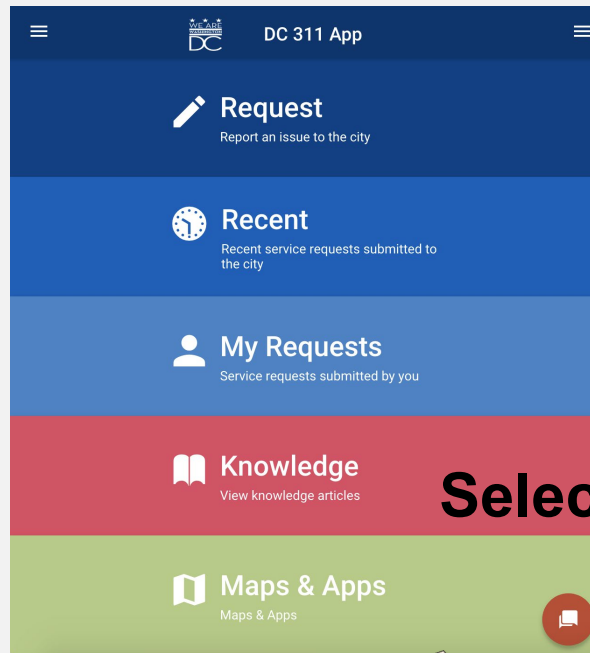 WE ARE
WASHINGTON
DC
DC 311 App
Request
Report an issue to the city
Recent
Recent service requests submitted to
the city
My Requests
Service requests submitted by you
Knowledge
View knowledge articles
Selec
Maps & Apps
Maps & Apps